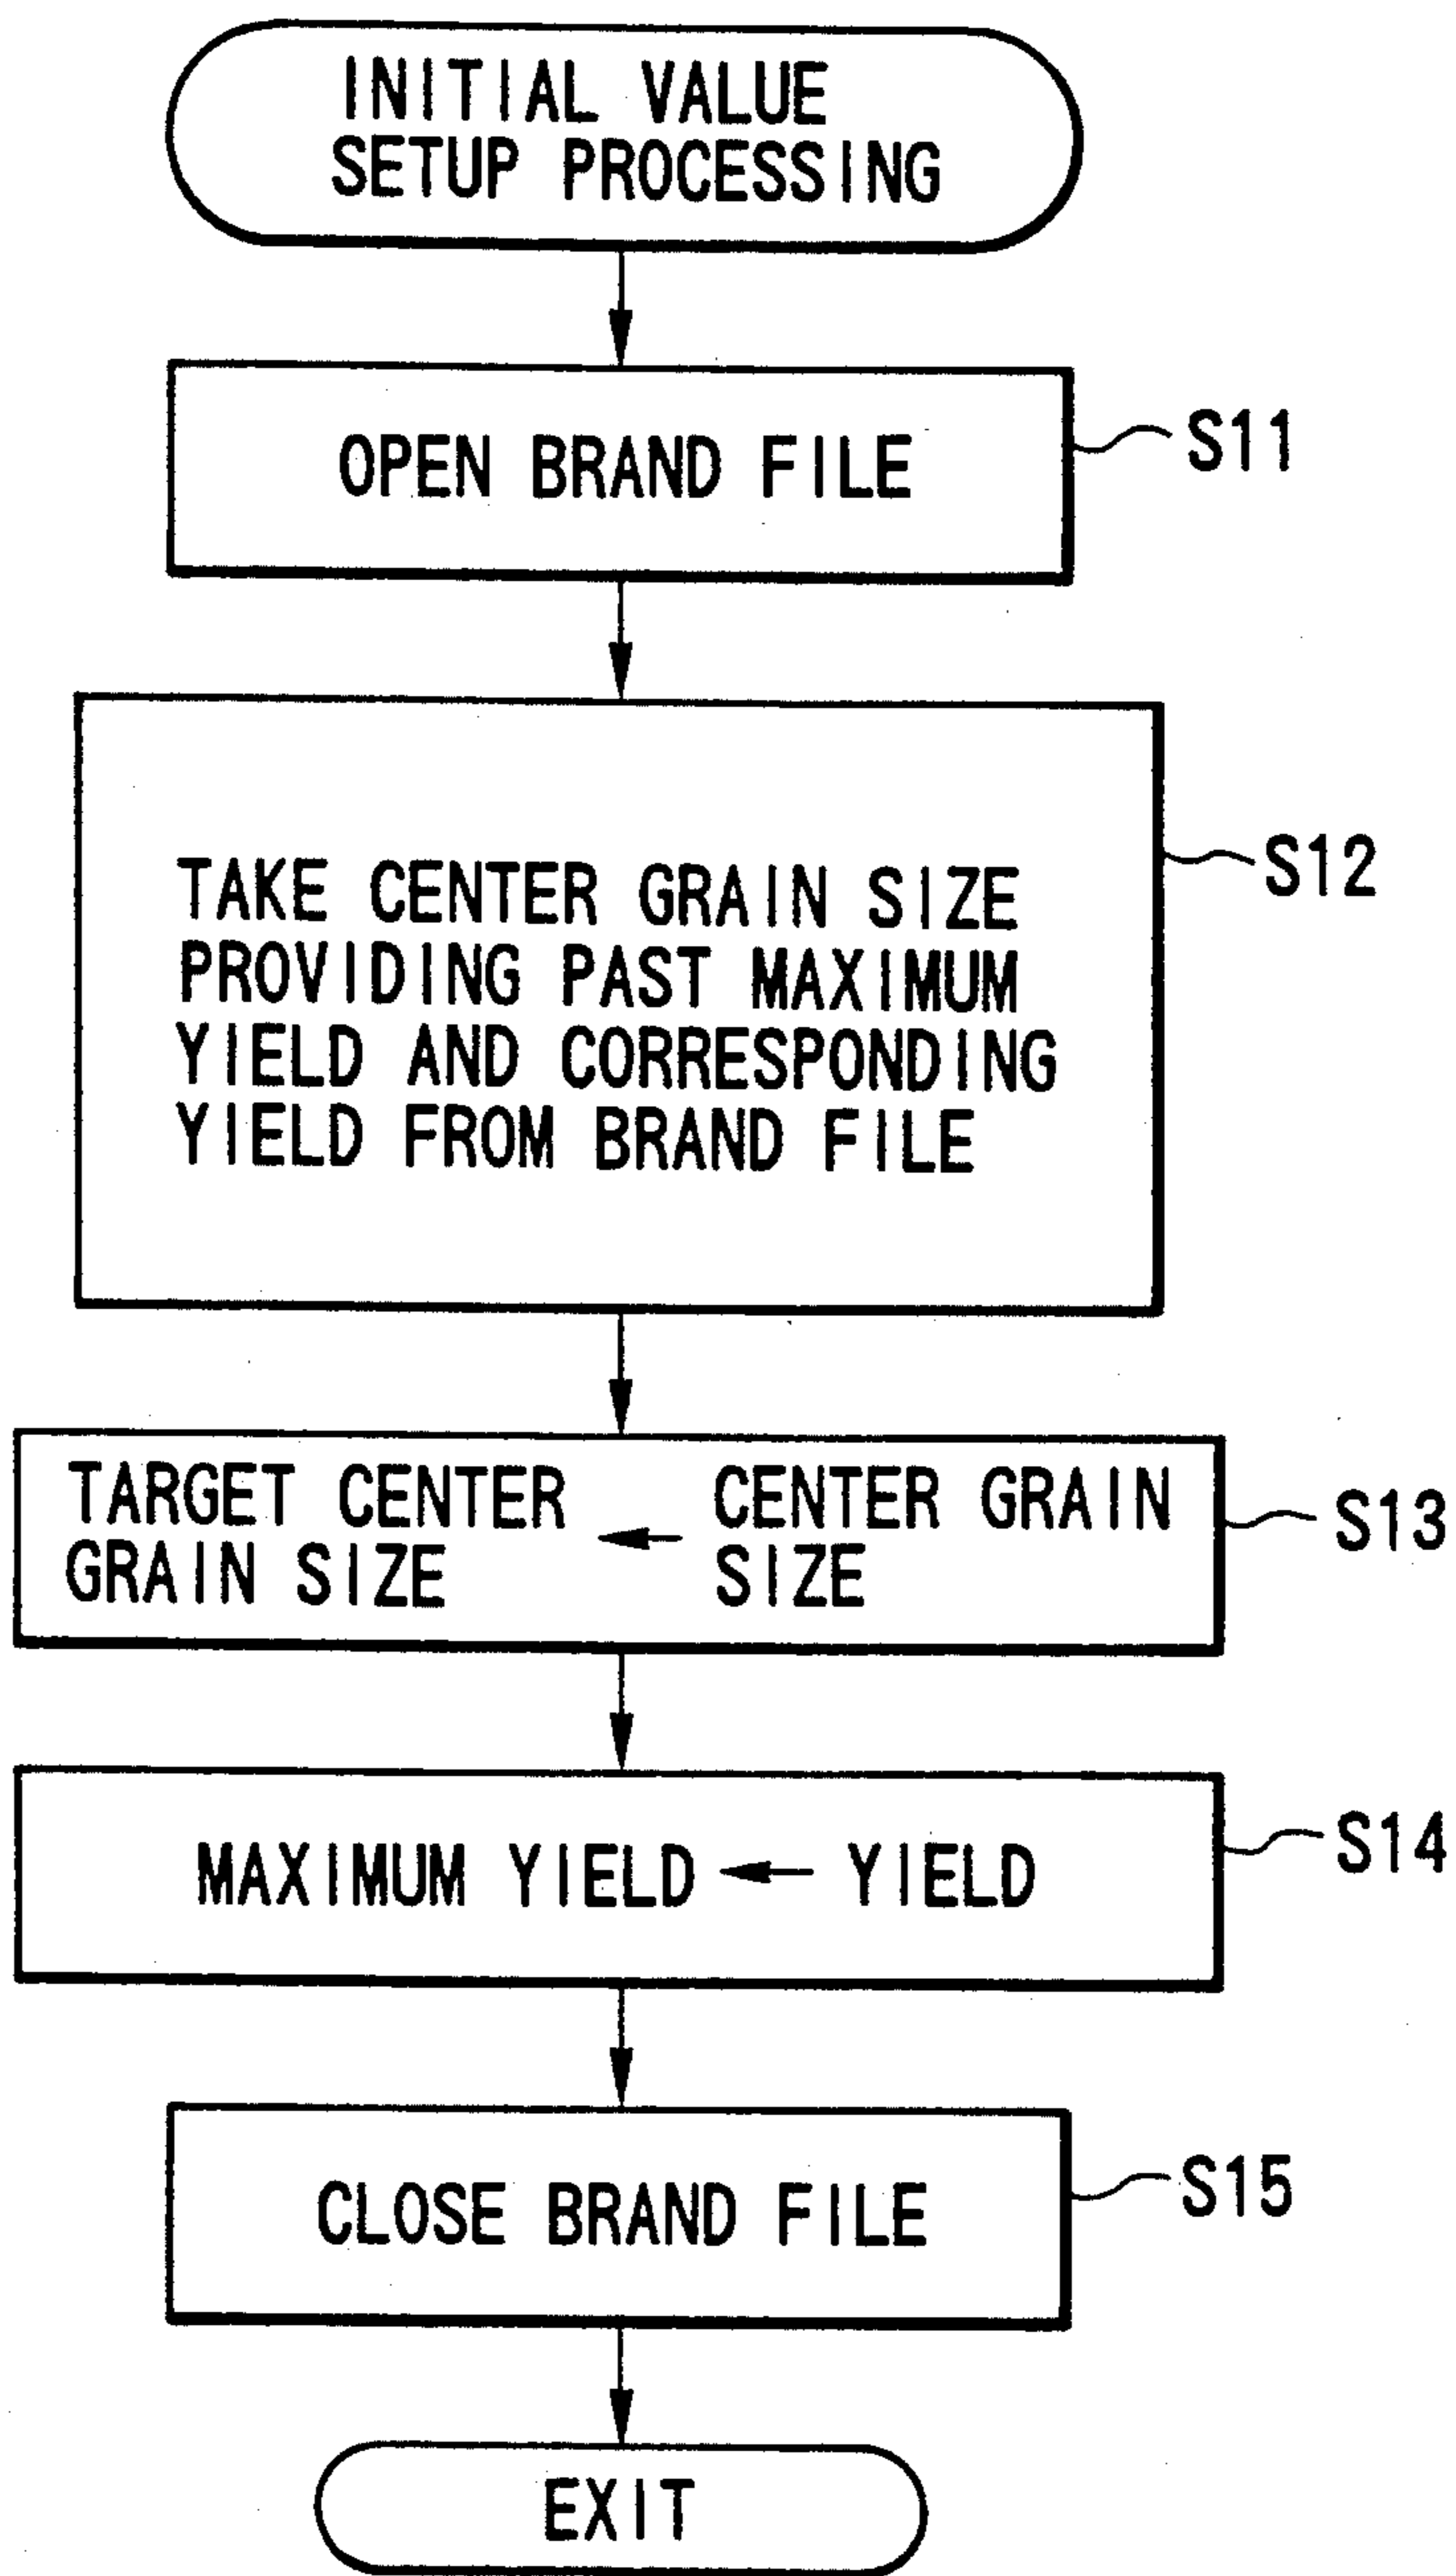 INITIAL VALUE
SETUP PROCESSING
OPEN BRAND FILE
S11
TAKE CENTER GRAIN SIZE
PROVIDING PAST MAXIMUM
YIELD AND CORRESPONDING
YIELD FROM BRAND FILE
S12
TARGET CENTER ← CENTER GRAIN
GRAIN SIZE SIZE
S13
MAXIMUM YIELD ← YIELD
S14
CLOSE BRAND FILE
S15
EXIT